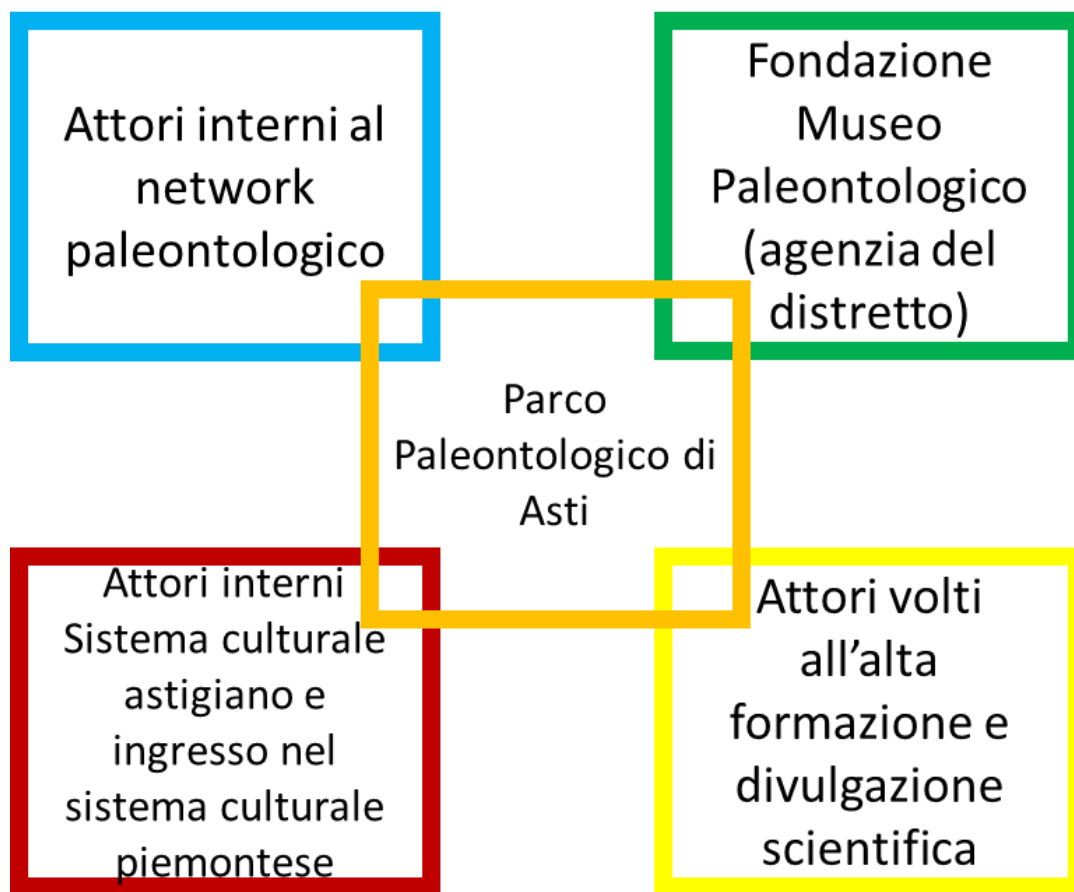 Attori interni al
network
paleontologico
Fondazione
Museo
Paleontologico
(agenzia del
distretto)
Parco
Paleontologico di
Asti
Attori interni
Sistema culturale
astigiano e
ingresso nel
sistema culturale
piemontese
Attori volti
all’alta
formazione e
divulgazione
scientifica